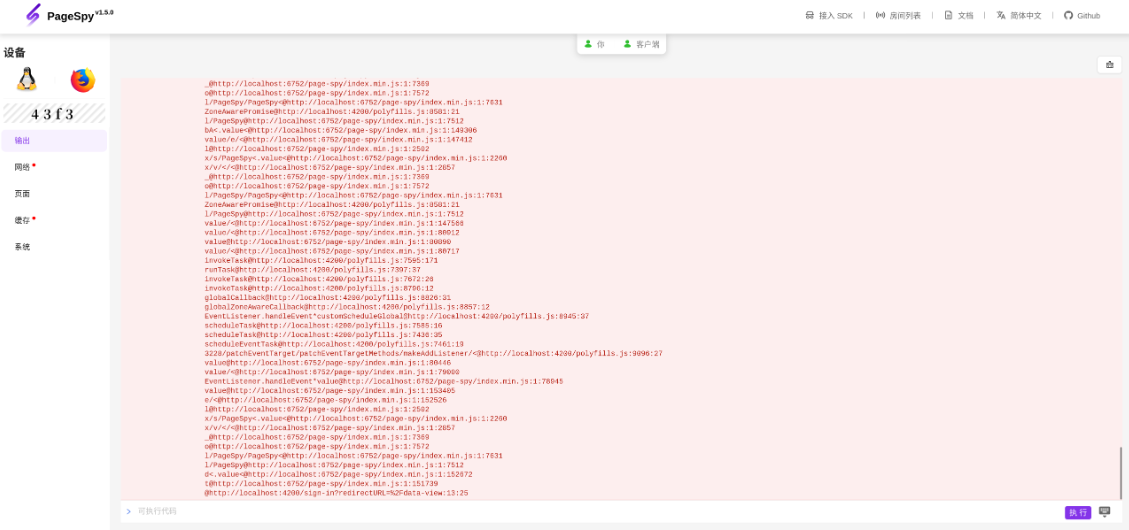 PageSpy v1.5.0
接入 SDK
房间列表
文档
简体中文
Github
设备
你
客户端
43f3
输出
网络
页面
缓存
系统
_@http://localhost:6752/page-spy/index.min.js:1:7369
o@http://localhost:6752/page-spy/index.min.js:1:7572
l/PageSpy/PageSpy<@http://localhost:6752/page-spy/index.min.js:1:7631
ZoneAwarePromise@http://localhost:4200/polyfills.js:8581:21
l/PageSpy@http://localhost:6752/page-spy/index.min.js:1:7512
bA<.value<@http://localhost:6752/page-spy/index.min.js:1:149306
value/e/<@http://localhost:6752/page-spy/index.min.js:1:147412
l@http://localhost:6752/page-spy/index.min.js:1:2502
x/s/PageSpy<.value<@http://localhost:6752/page-spy/index.min.js:1:2260
x/v/</<@http://localhost:6752/page-spy/index.min.js:1:2657
_@http://localhost:6752/page-spy/index.min.js:1:7369
o@http://localhost:6752/page-spy/index.min.js:1:7572
l/PageSpy/PageSpy<@http://localhost:6752/page-spy/index.min.js:1:7631
ZoneAwarePromise@http://localhost:4200/polyfills.js:8581:21
l/PageSpy@http://localhost:6752/page-spy/index.min.js:1:7512
value/<@http://localhost:6752/page-spy/index.min.js:1:147566
value/<@http://localhost:6752/page-spy/index.min.js:1:80912
value@http://localhost:6752/page-spy/index.min.js:1:80890
value/<@http://localhost:6752/page-spy/index.min.js:1:80717
invokeTask@http://localhost:4200/polyfills.js:7595:171
runTask@http://localhost:4200/polyfills.js:7397:37
invokeTask@http://localhost:4200/polyfills.js:7672:26
invokeTask@http://localhost:4200/polyfills.js:8796:12
globalCallback@http://localhost:4200/polyfills.js:8826:31
globalZoneAwareCallback@http://localhost:4200/polyfills.js:8857:12
EventListener.handleEvent*customScheduleGlobal@http://localhost:4200/polyfills.js:8945:37
scheduleTask@http://localhost:4200/polyfills.js:7585:16
scheduleTask@http://localhost:4200/polyfills.js:7436:35
scheduleEventTask@http://localhost:4200/polyfills.js:7461:19
3228/patchEventTarget/patchEventTargetMethods/makeAddListener/<@http://localhost:4200/polyfills.js:9096:27
value@http://localhost:6752/page-spy/index.min.js:1:80446
value/<@http://localhost:6752/page-spy/index.min.js:1:79000
EventListener.handleEvent*value@http://localhost:6752/page-spy/index.min.js:1:78945
value@http://localhost:6752/page-spy/index.min.js:1:153405
e/<@http://localhost:6752/page-spy/index.min.js:1:152526
l@http://localhost:6752/page-spy/index.min.js:1:2502
x/s/PageSpy<.value<@http://localhost:6752/page-spy/index.min.js:1:2260
x/v/</<@http://localhost:6752/page-spy/index.min.js:1:2657
_@http://localhost:6752/page-spy/index.min.js:1:7369
o@http://localhost:6752/page-spy/index.min.js:1:7572
l/PageSpy/PageSpy<@http://localhost:6752/page-spy/index.min.js:1:7631
l/PageSpy@http://localhost:6752/page-spy/index.min.js:1:7512
d<.value<@http://localhost:6752/page-spy/index.min.js:1:152672
t@http://localhost:6752/page-spy/index.min.js:1:151739
@http://localhost:4200/sign-in?redirectURL=%2Fdata-view:13:25
> 可执行代码
执 行